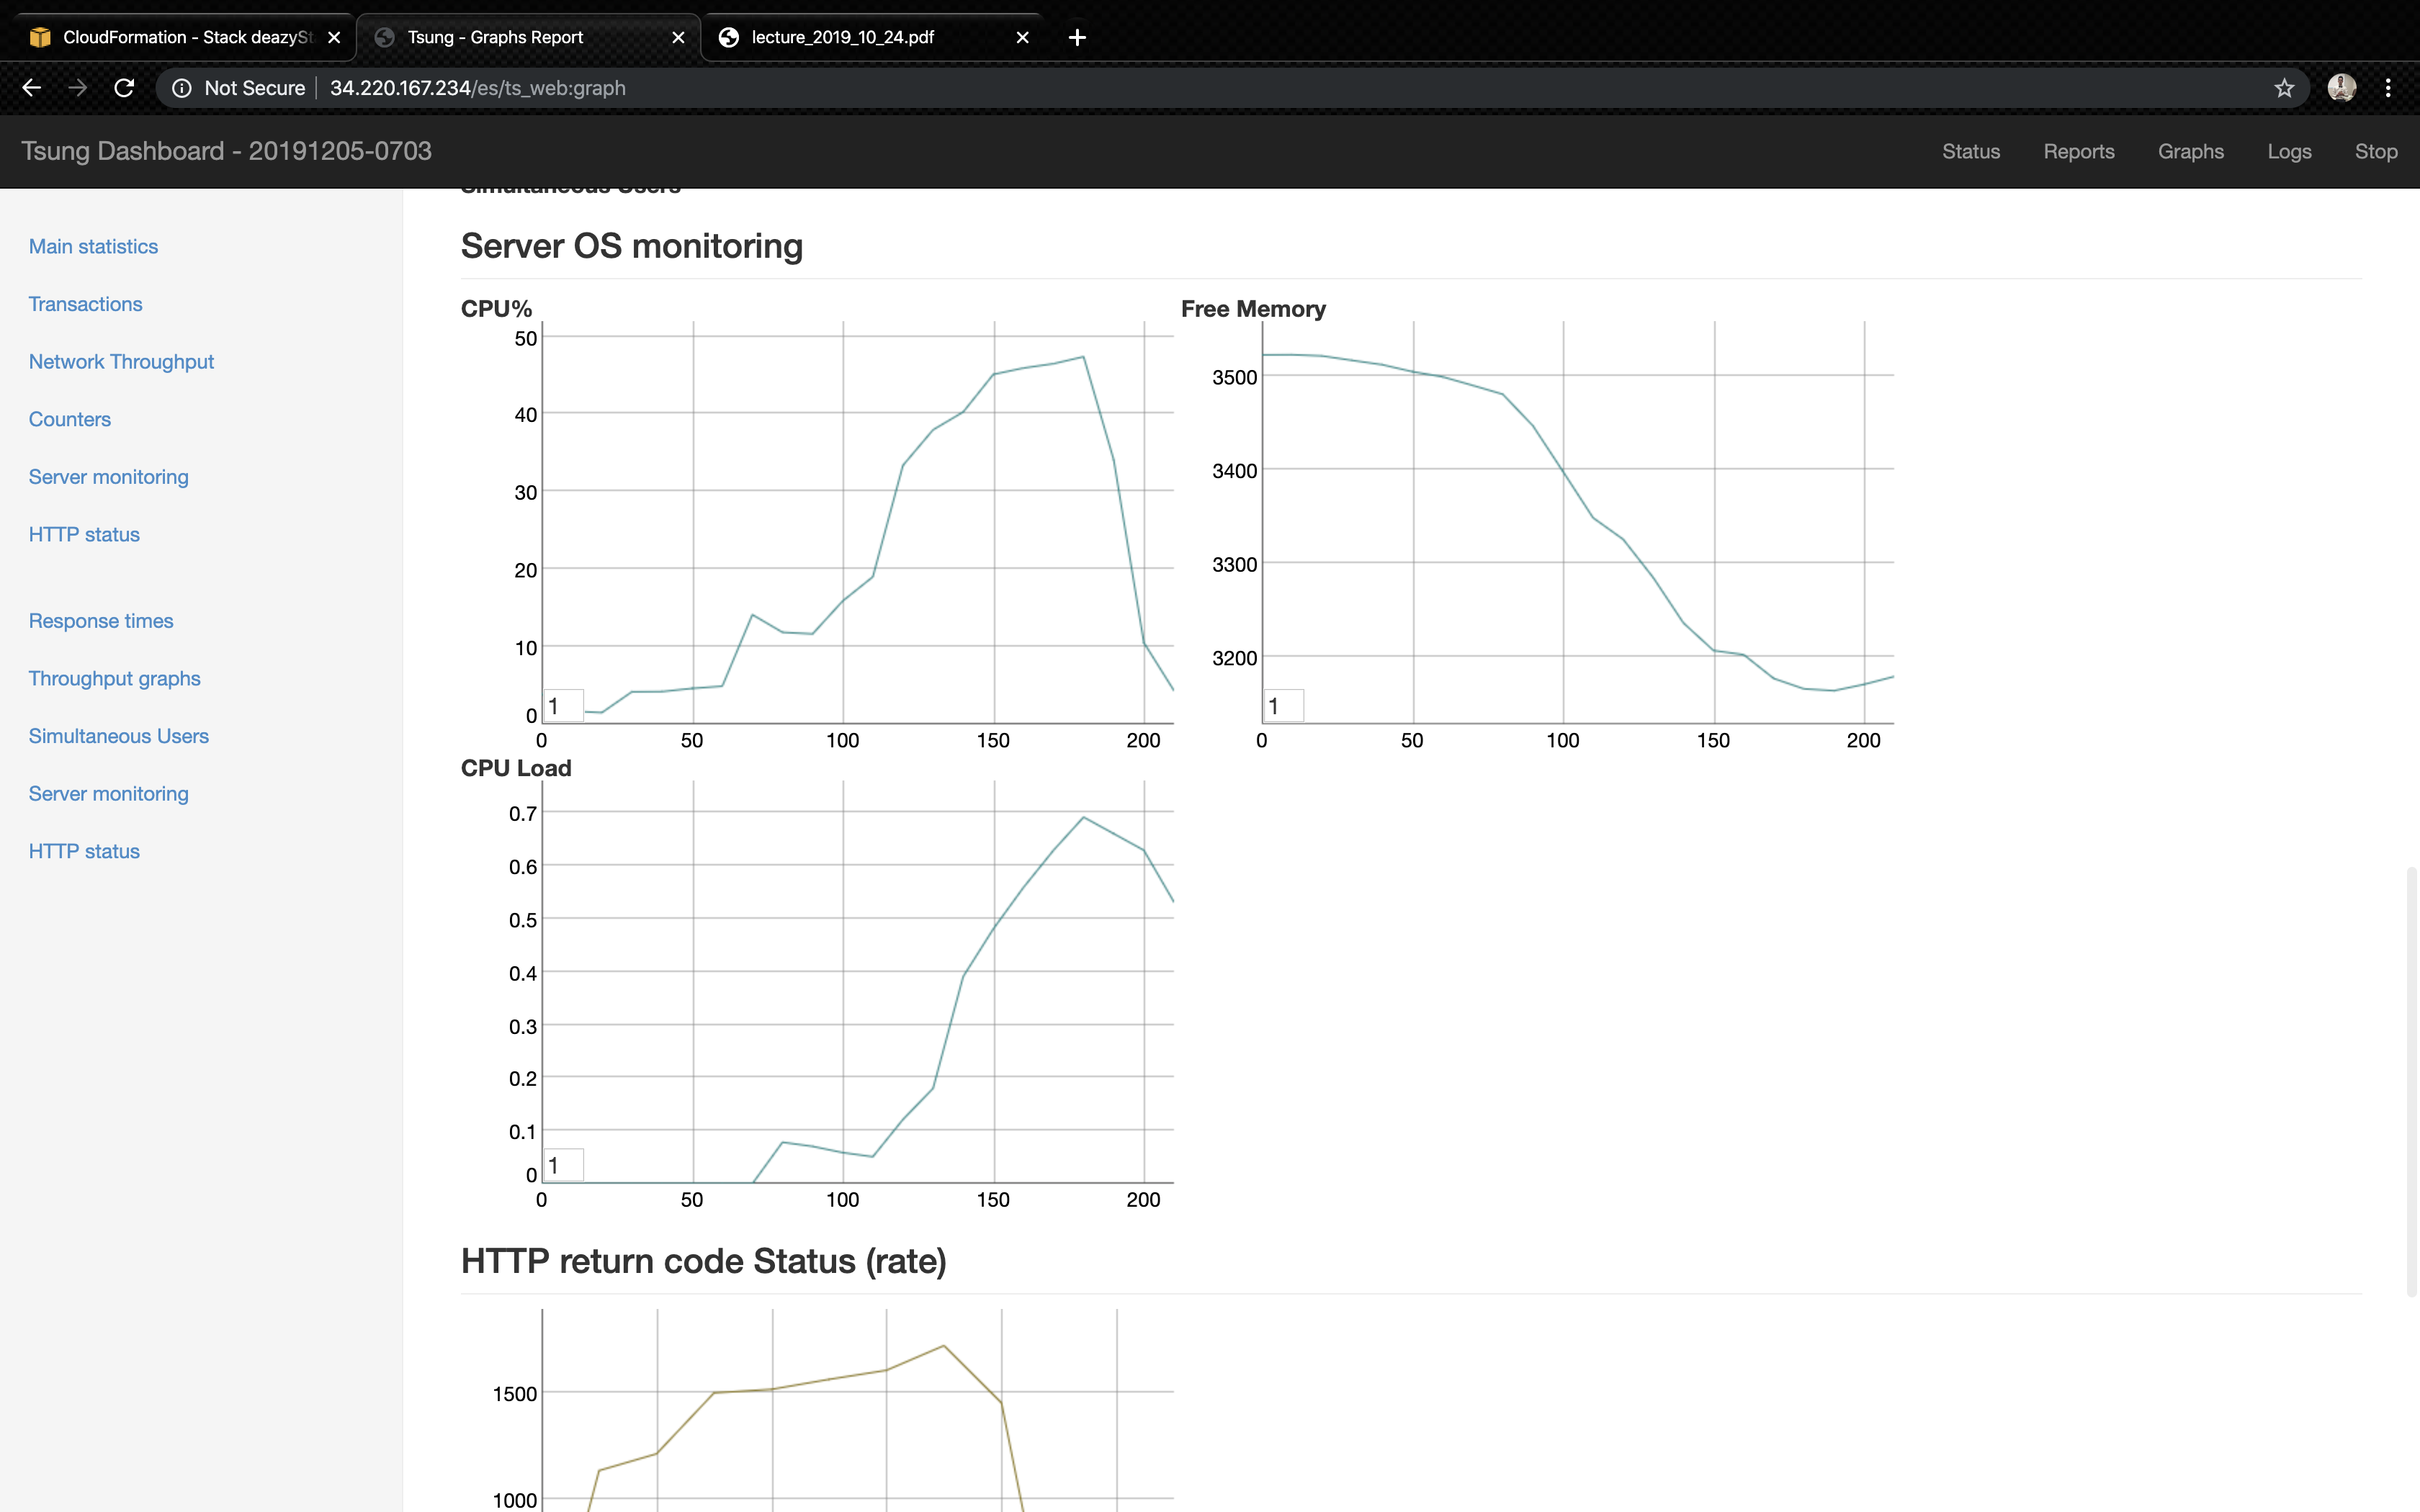 CloudFormation - Stack deazySt
Tsung - Graphs Report
lecture_2019_10_24.pdf
Not Secure
34.220.167.234/es/ts_web:graph
Tsung Dashboard - 20191205-0703
Status
Reports
Graphs
Logs
Stop
Main statistics
Transactions
Network Throughput
Counters
Server monitoring
HTTP status
Response times
Throughput graphs
Simultaneous Users
Server monitoring
HTTP status
Simultaneous Users
Server OS monitoring
CPU%
50
40
30
20
10
0
1
0
50
100
150
200
Free Memory
3500
3400
3300
3200
1
0
50
100
150
200
CPU Load
0.7
0.6
0.5
0.4
0.3
0.2
0.1
0
1
0
50
100
150
200
HTTP return code Status (rate)
1500
1000